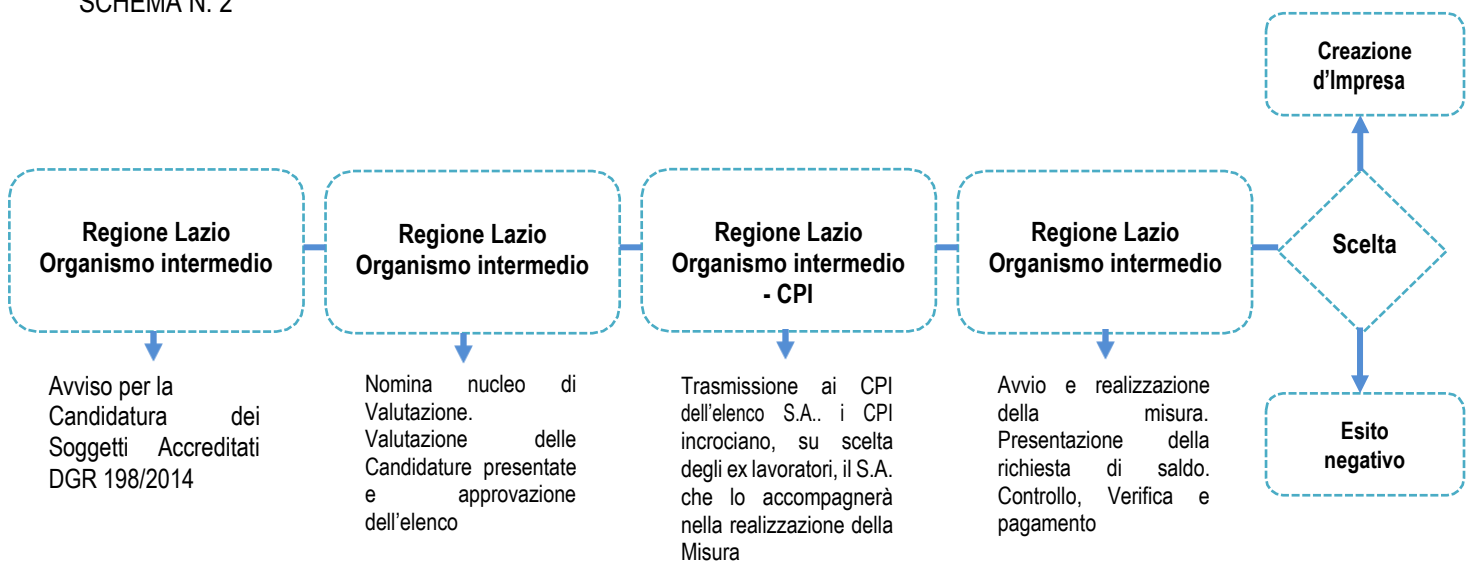 SCHEMA N. 2
Creazione
d'Impresa
Regione Lazio
Organismo intermedio
Regione Lazio
Organismo intermedio
Regione Lazio
Organismo intermedio
- CPI
Regione Lazio
Organismo intermedio
Scelta
Avviso per la
Candidatura dei
Soggetti Accreditati
DGR 198/2014
Nomina nucleo di
Valutazione.
Valutazione delle
Candidature presentate
e approvazione
dell'elenco
Trasmissione ai CPI
dell'elenco S.A.. i CPI
incrociano, su scelta
degli ex lavoratori, il S.A.
che lo accompagnerà
nella realizzazione della
Misura
Avvio e realizzazione
della misura.
Presentazione della
richiesta di saldo.
Controllo, Verifica e
pagamento
Esito
negativo